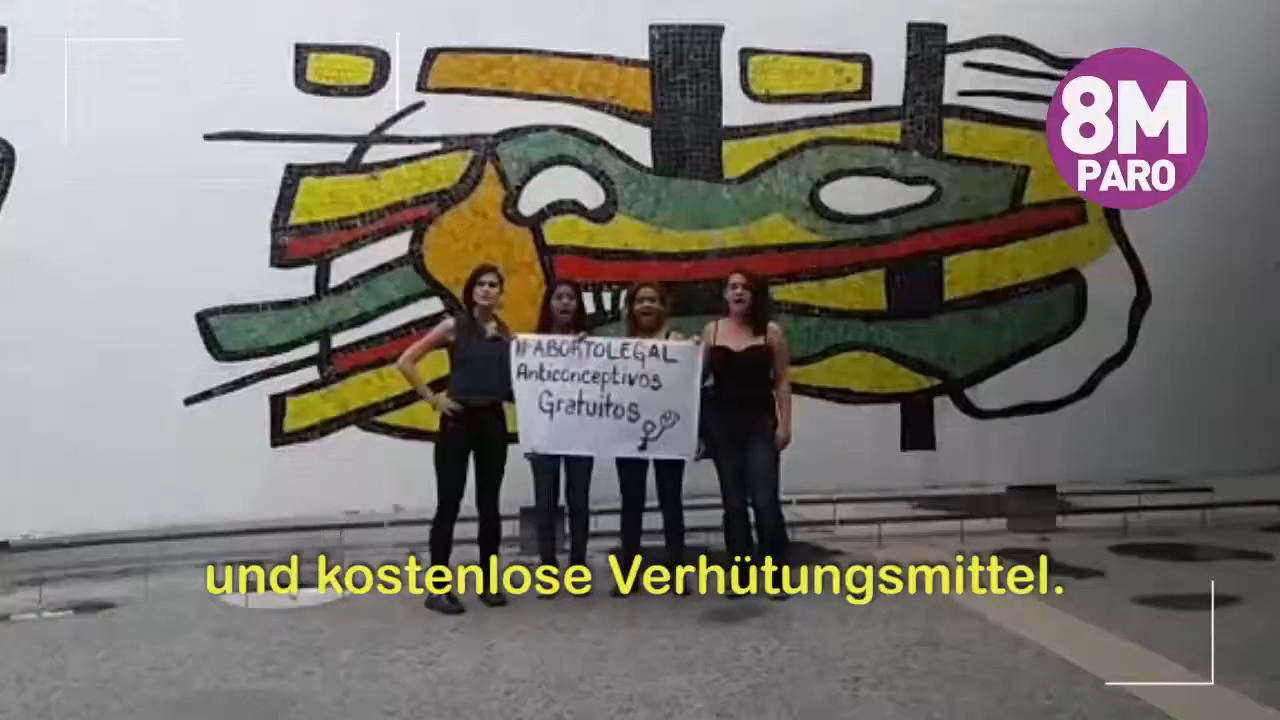 8M
PARO
#ABORTOLEGAL
Anticonceptivos
Gratuitos
und kostenlose Verhütungsmittel.